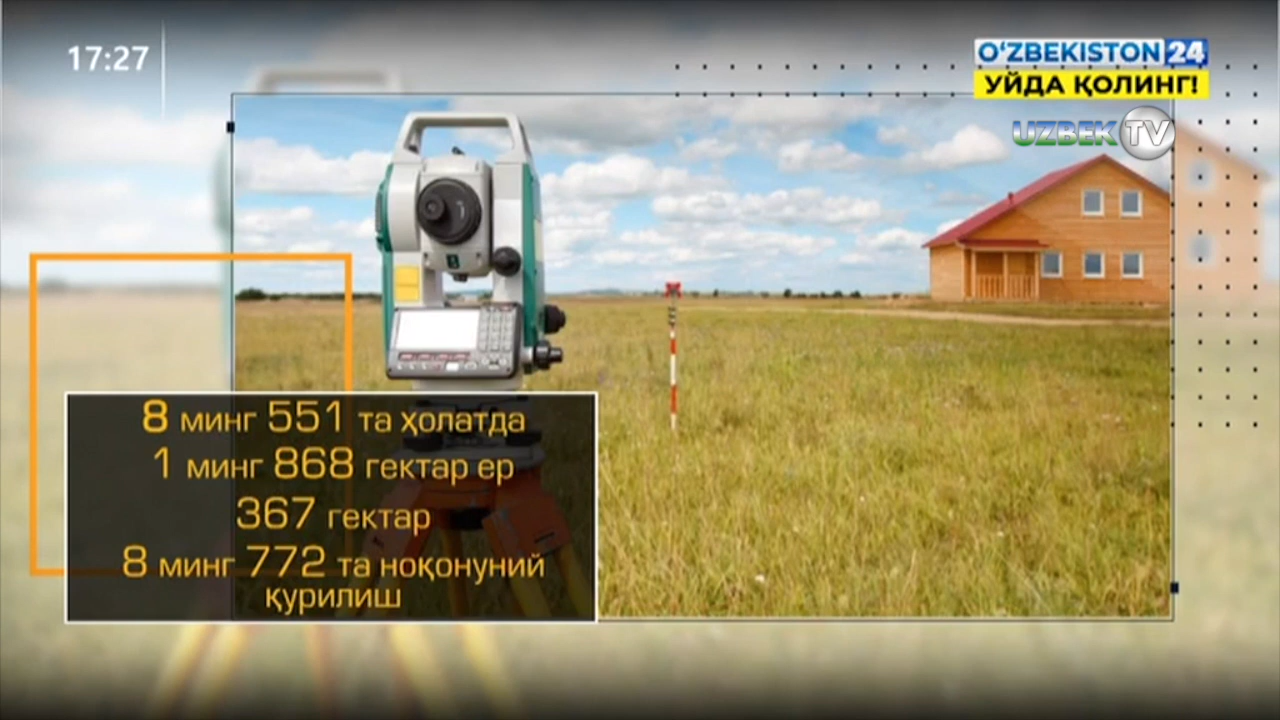 17:27
O‘ZBEKISTON 24
УЙДА ҚОЛИНГ!
UZBEK TV
8 минг 551 та ҳолатда
1 минг 868 гектар ер
367 гектар
8 минг 772 та ноқонуний
қурилиш